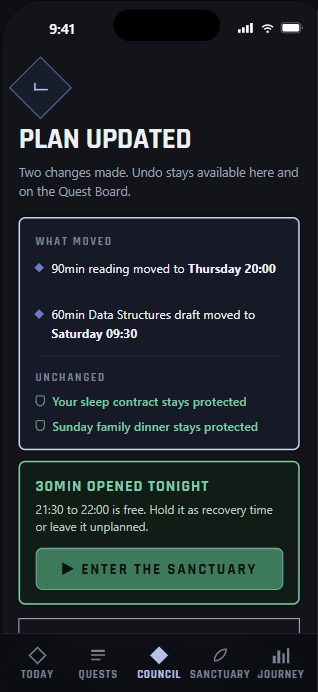 9:41
PLAN UPDATED
Two changes made. Undo stays available here and
on the Quest Board.
WHAT MOVED
90min reading moved to Thursday 20:00
60min Data Structures draft moved to
Saturday 09:30
UNCHANGED
Your sleep contract stays protected
Sunday family dinner stays protected
30MIN OPENED TONIGHT
21:30 to 22:00 is free. Hold it as recovery time
or leave it unplanned.
▶ ENTER THE SANCTUARY
TODAY QUESTS COUNCIL SANCTUARY JOURNEY